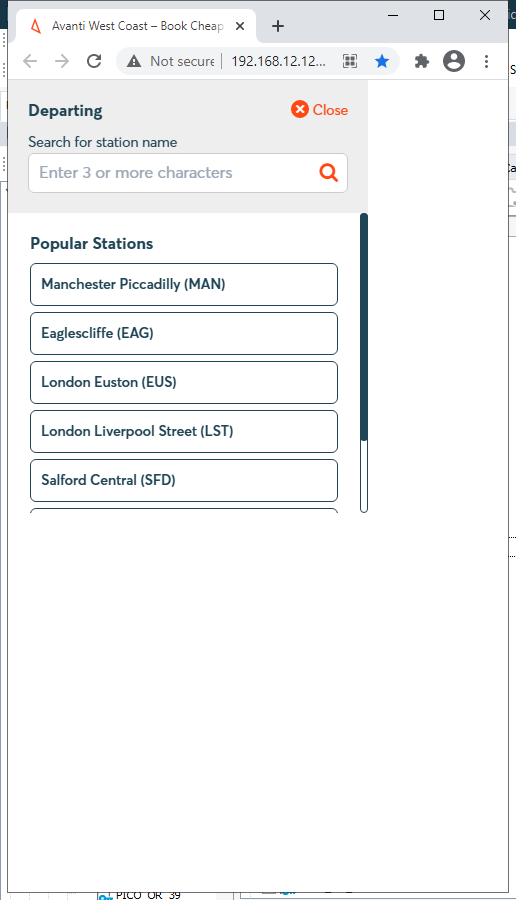 Avanti West Coast – Book Cheap
Not secure
192.168.12.12...
Departing
Close
Search for station name
Enter 3 or more characters
Popular Stations
Manchester Piccadilly (MAN)
Eaglescliffe (EAG)
London Euston (EUS)
London Liverpool Street (LST)
Salford Central (SFD)
PICO_OR_39